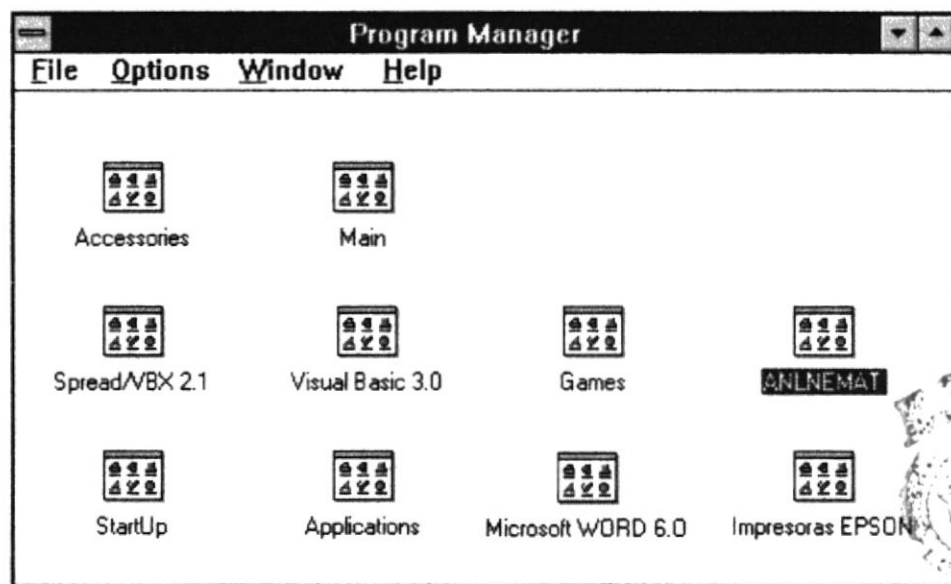 Program Manager
File Options Window Help
Accessories Main
Spread/VBX 2.1 Visual Basic 3.0 Games ANLNEMAT
StartUp Applications Microsoft WORD 6.0 Impresoras EPSON